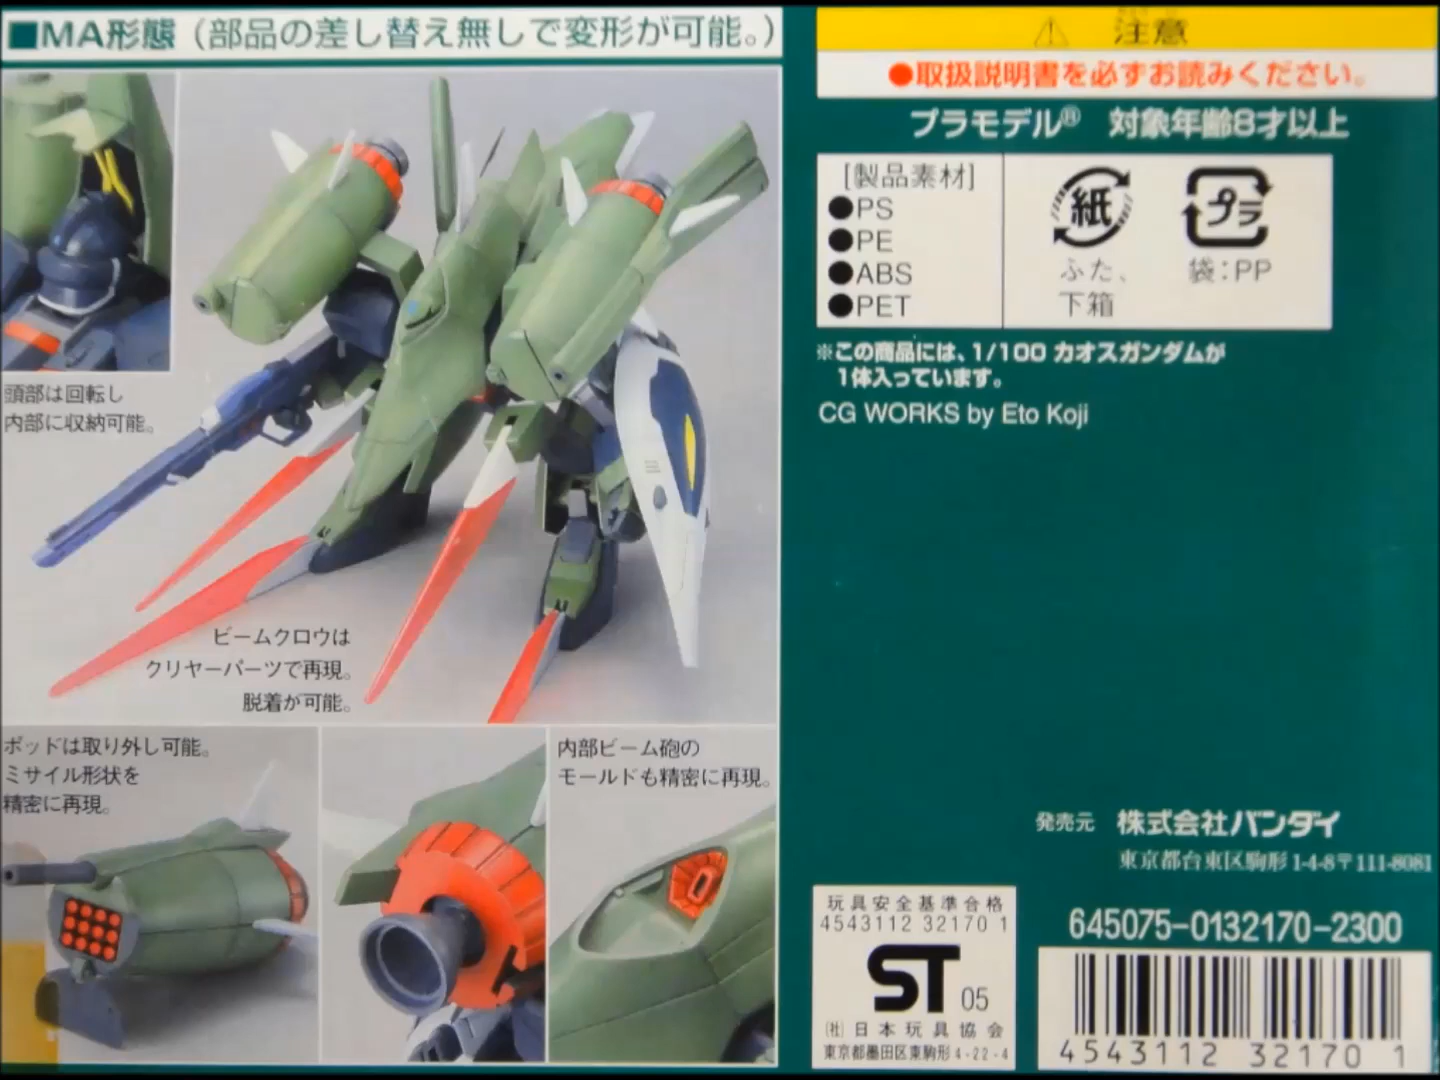 ■MA形態（部品の差し替え無しで変形が可能。）
頭部は回転し
内部に収納可能。
ビームクロウは
クリヤーパーツで再現。
脱着が可能。
ポッドは取り外し可能。
ミサイル形状を
精密に再現。
内部ビーム砲の
モールドも精密に再現。
⚠ 注意
●取扱説明書を必ずお読みください。
プラモデル® 対象年齢8才以上
[製品素材]
●PS
●PE
●ABS
●PET
紙
ふた、
下箱
プラ
袋：PP
※この商品には、1/100 カオスガンダムが
1体入っています。
CG WORKS by Eto Koji
発売元 株式会社バンダイ
東京都台東区駒形1-4-8〒111-8081
玩具安全基準合格
4543112 32170 1
ST 05
(社)日本玩具協会
東京都墨田区東駒形4-22-4
645075-0132170-2300
4543112 32170 1